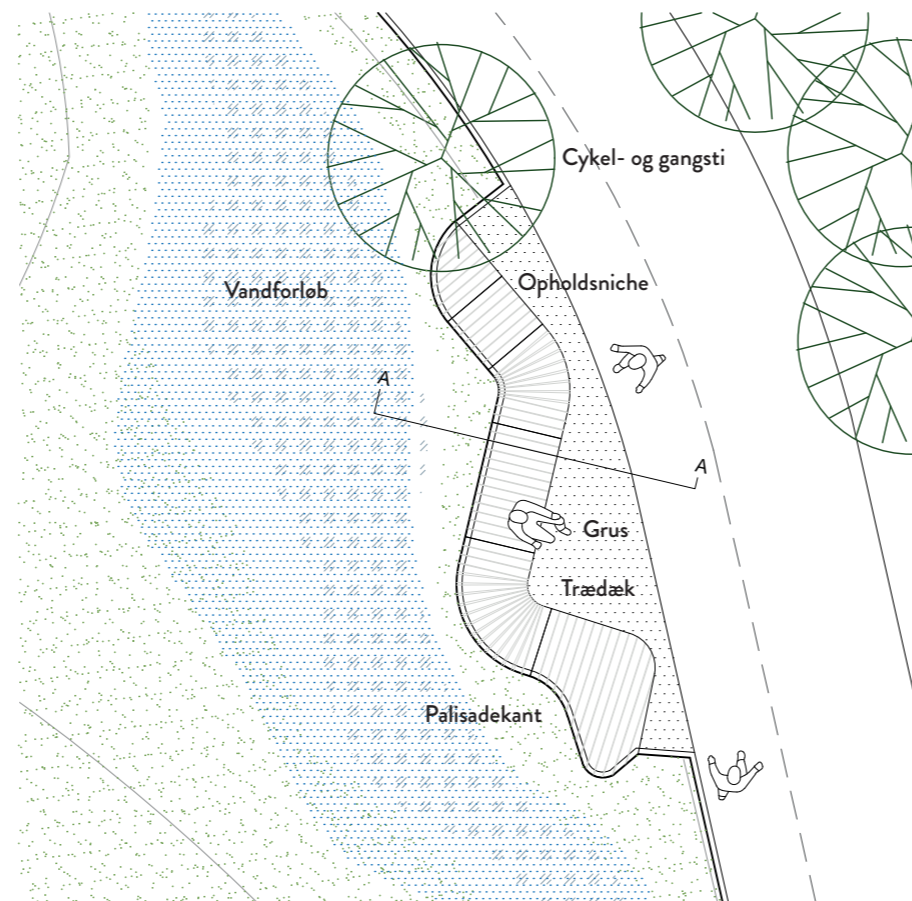 Cykel- og gangsti
Opholdsniche
Vandforløb
A
A
Grus
Trædæk
Palisadekant